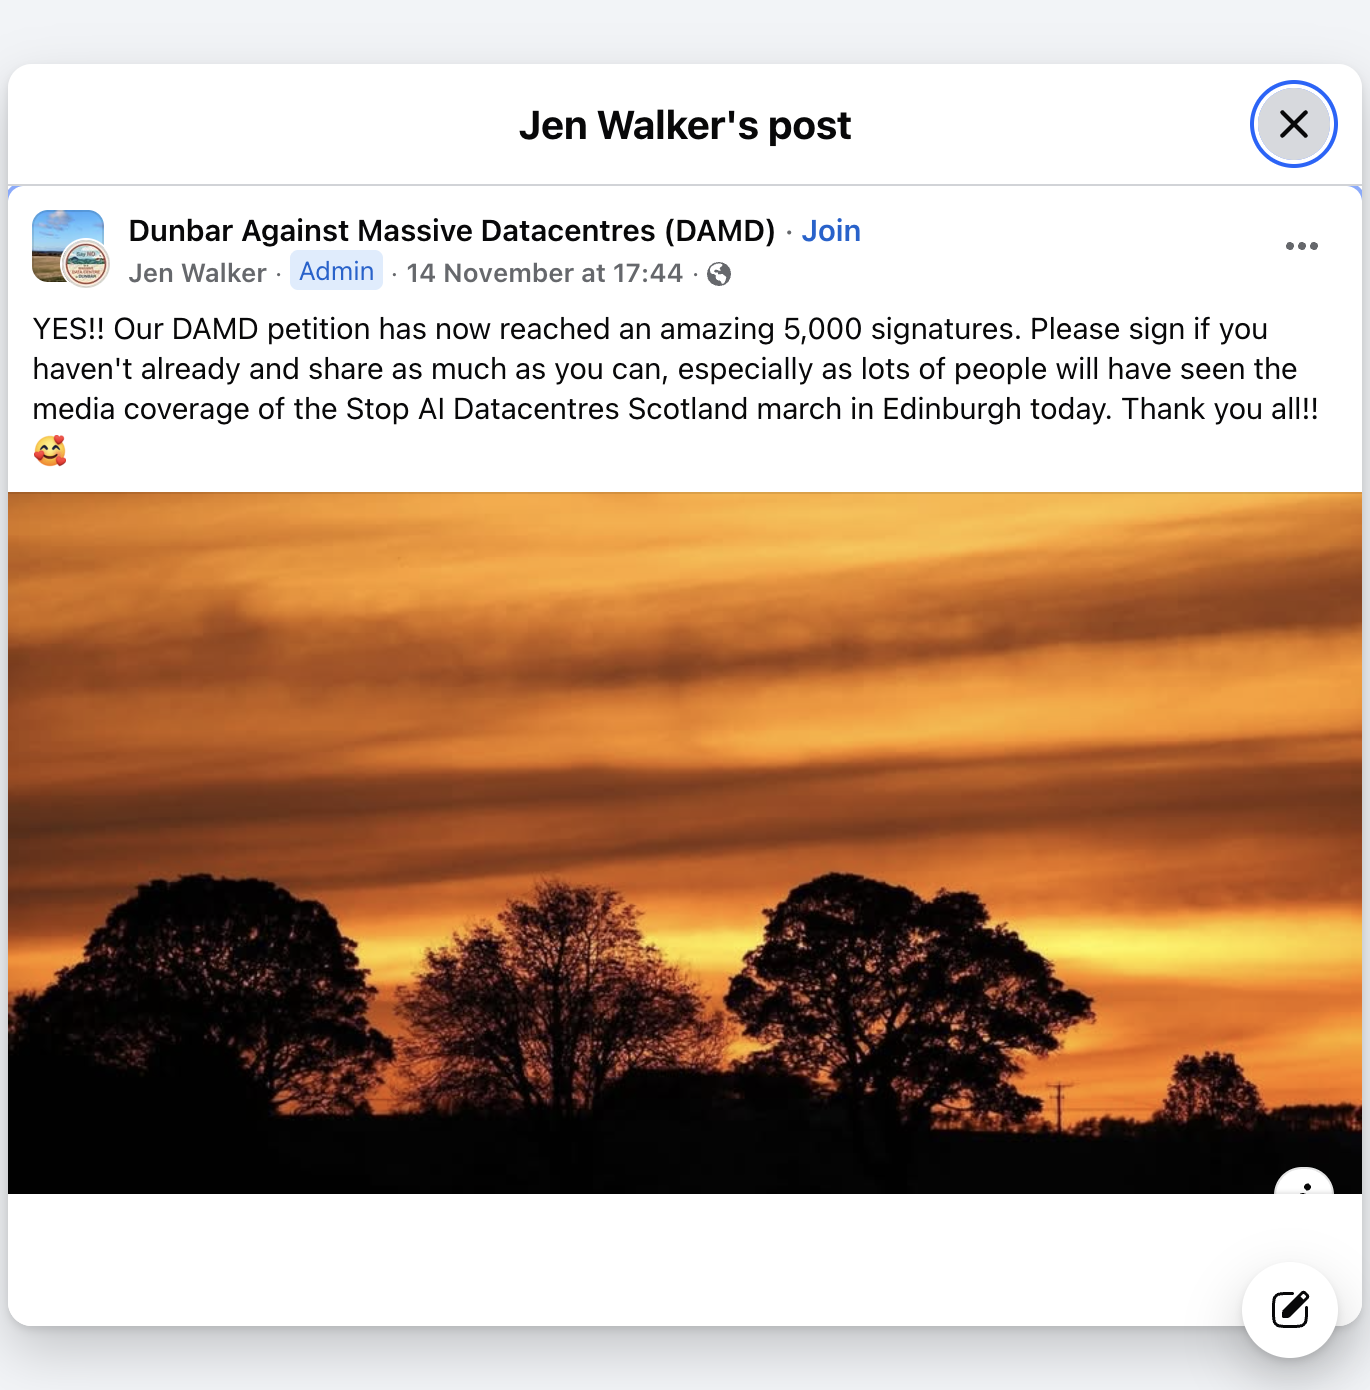 Jen Walker's post
Dunbar Against Massive Datacentres (DAMD) · Join
Jen Walker · Admin · 14 November at 17:44 ·
YES!! Our DAMD petition has now reached an amazing 5,000 signatures. Please sign if you
haven't already and share as much as you can, especially as lots of people will have seen the
media coverage of the Stop AI Datacentres Scotland march in Edinburgh today. Thank you all!!
🥰